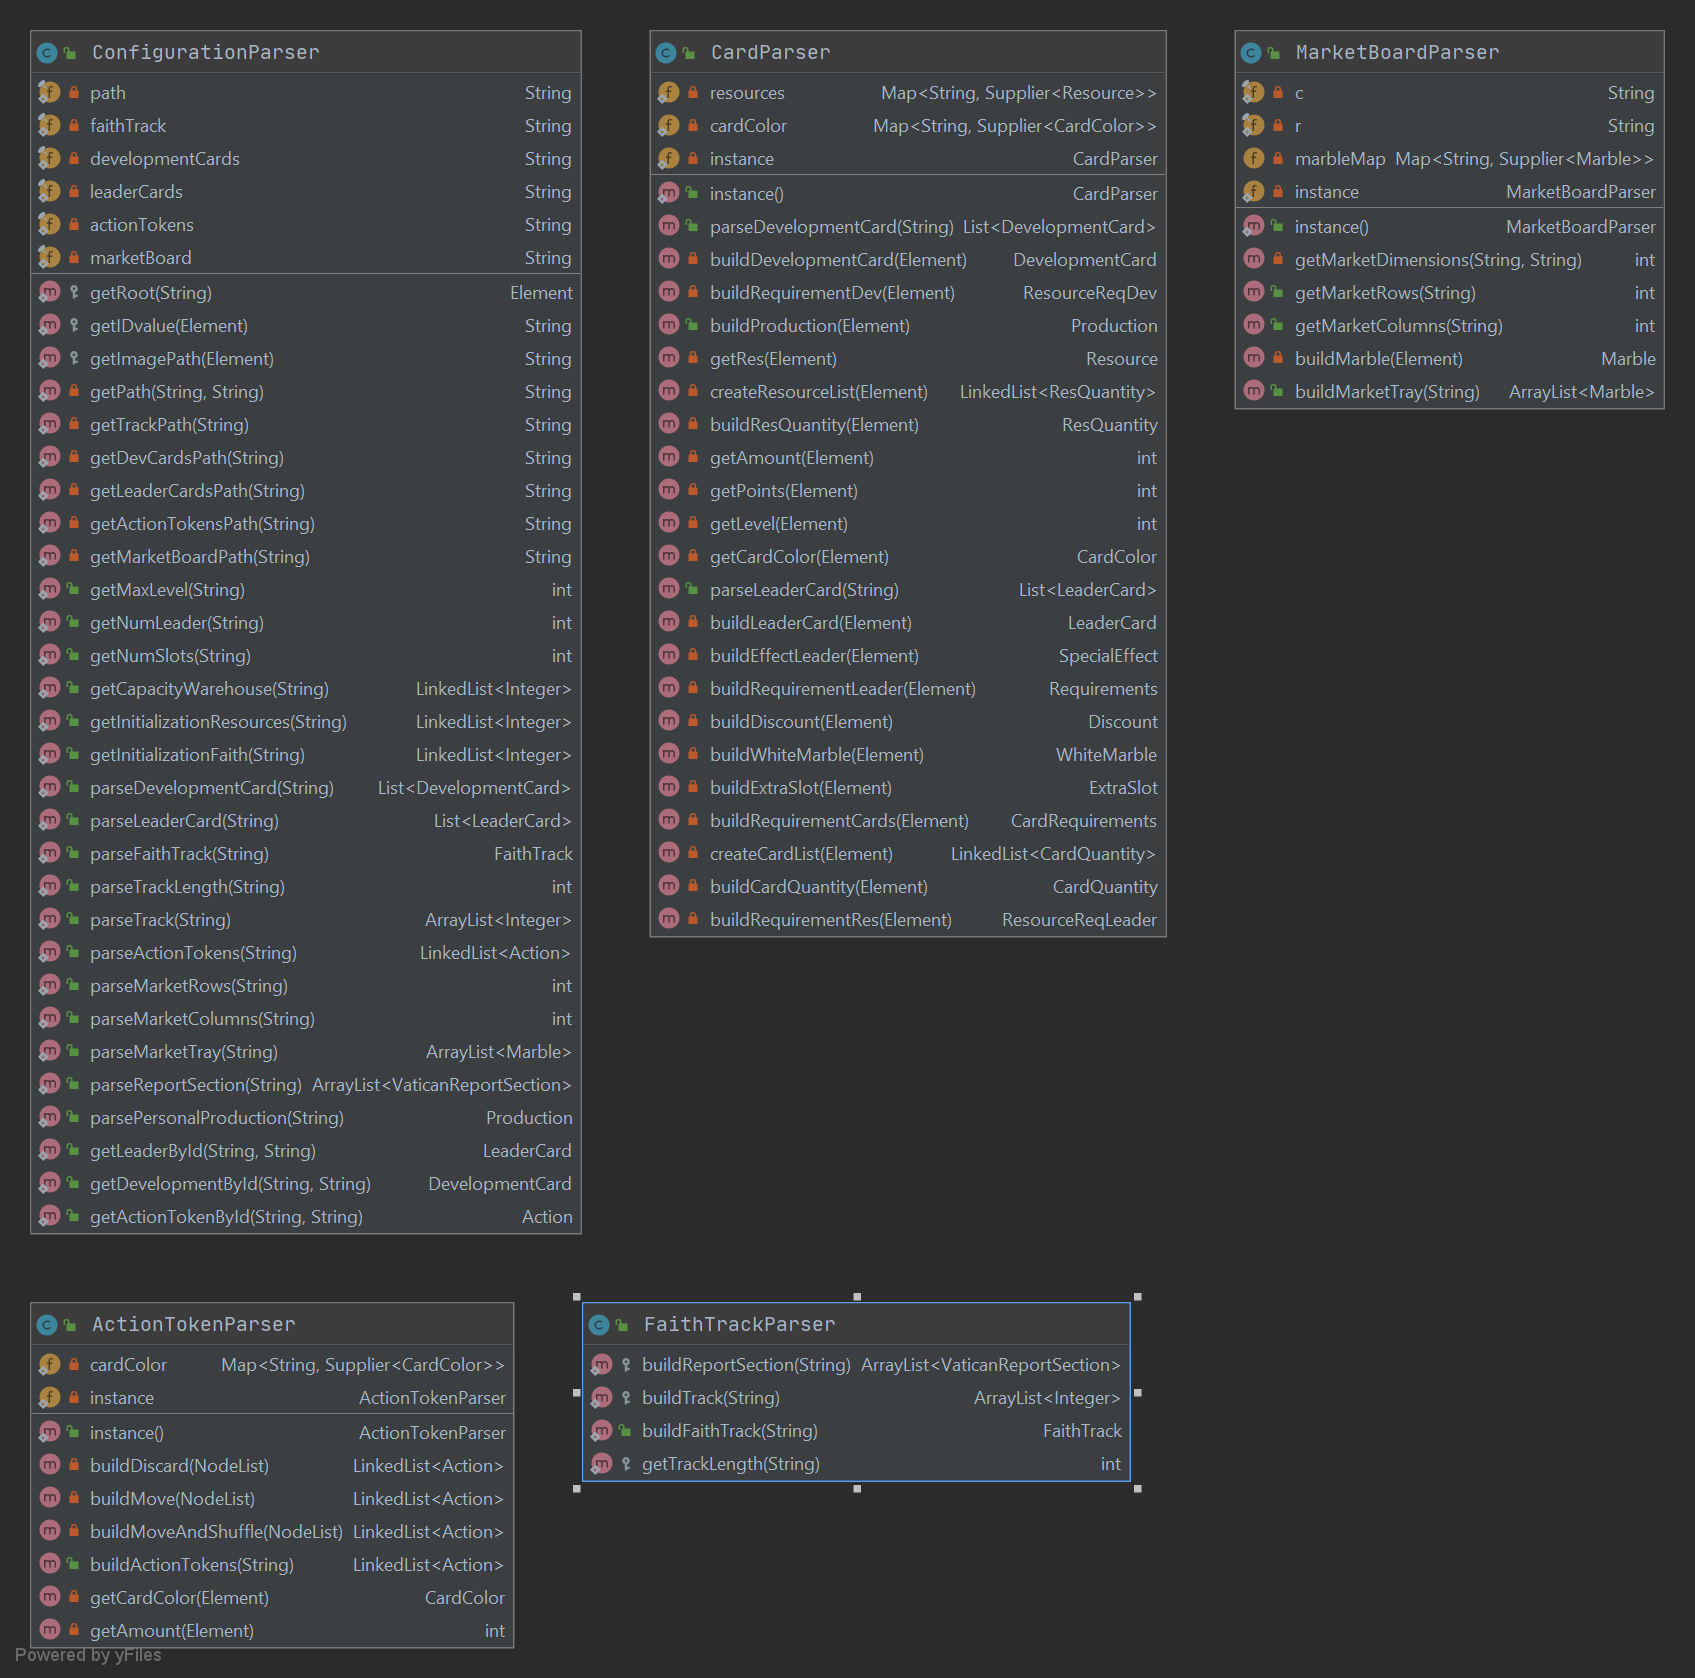 ConfigurationParser
path String
faithTrack String
developmentCards String
leaderCards String
actionTokens String
marketBoard String
getRoot(String) Element
getIDvalue(Element) String
getImagePath(Element) String
getPath(String, String) String
getTrackPath(String) String
getDevCardsPath(String) String
getLeaderCardsPath(String) String
getActionTokensPath(String) String
getMarketBoardPath(String) String
getMaxLevel(String) int
getNumLeader(String) int
getNumSlots(String) int
getCapacityWarehouse(String) LinkedList<Integer>
getInitializationResources(String) LinkedList<Integer>
getInitializationFaith(String) LinkedList<Integer>
parseDevelopmentCard(String) List<DevelopmentCard>
parseLeaderCard(String) List<LeaderCard>
parseFaithTrack(String) FaithTrack
parseTrackLength(String) int
parseTrack(String) ArrayList<Integer>
parseActionTokens(String) LinkedList<Action>
parseMarketRows(String) int
parseMarketColumns(String) int
parseMarketTray(String) ArrayList<Marble>
parseReportSection(String) ArrayList<VaticanReportSection>
parsePersonalProduction(String) Production
getLeaderById(String, String) LeaderCard
getDevelopmentById(String, String) DevelopmentCard
getActionTokenById(String, String) Action
CardParser
resources Map<String, Supplier<Resource>>
cardColor Map<String, Supplier<CardColor>>
instance CardParser
instance() CardParser
parseDevelopmentCard(String) List<DevelopmentCard>
buildDevelopmentCard(Element) DevelopmentCard
buildRequirementDev(Element) ResourceReqDev
buildProduction(Element) Production
getRes(Element) Resource
createResourceList(Element) LinkedList<ResQuantity>
buildResQuantity(Element) ResQuantity
getAmount(Element) int
getPoints(Element) int
getLevel(Element) int
getCardColor(Element) CardColor
parseLeaderCard(String) List<LeaderCard>
buildLeaderCard(Element) LeaderCard
buildEffectLeader(Element) SpecialEffect
buildRequirementLeader(Element) Requirements
buildDiscount(Element) Discount
buildWhiteMarble(Element) WhiteMarble
buildExtraSlot(Element) ExtraSlot
buildRequirementCards(Element) CardRequirements
createCardList(Element) LinkedList<CardQuantity>
buildCardQuantity(Element) CardQuantity
buildRequirementRes(Element) ResourceReqLeader
MarketBoardParser
c String
r String
marbleMap Map<String, Supplier<Marble>>
instance MarketBoardParser
instance() MarketBoardParser
getMarketDimensions(String, String) int
getMarketRows(String) int
getMarketColumns(String) int
buildMarble(Element) Marble
buildMarketTray(String) ArrayList<Marble>
ActionTokenParser
cardColor Map<String, Supplier<CardColor>>
instance ActionTokenParser
instance() ActionTokenParser
buildDiscard(NodeList) LinkedList<Action>
buildMove(NodeList) LinkedList<Action>
buildMoveAndShuffle(NodeList) LinkedList<Action>
buildActionTokens(String) LinkedList<Action>
getCardColor(Element) CardColor
getAmount(Element) int
FaithTrackParser
buildReportSection(String) ArrayList<VaticanReportSection>
buildTrack(String) ArrayList<Integer>
buildFaithTrack(String) FaithTrack
getTrackLength(String) int
Powered by yFiles